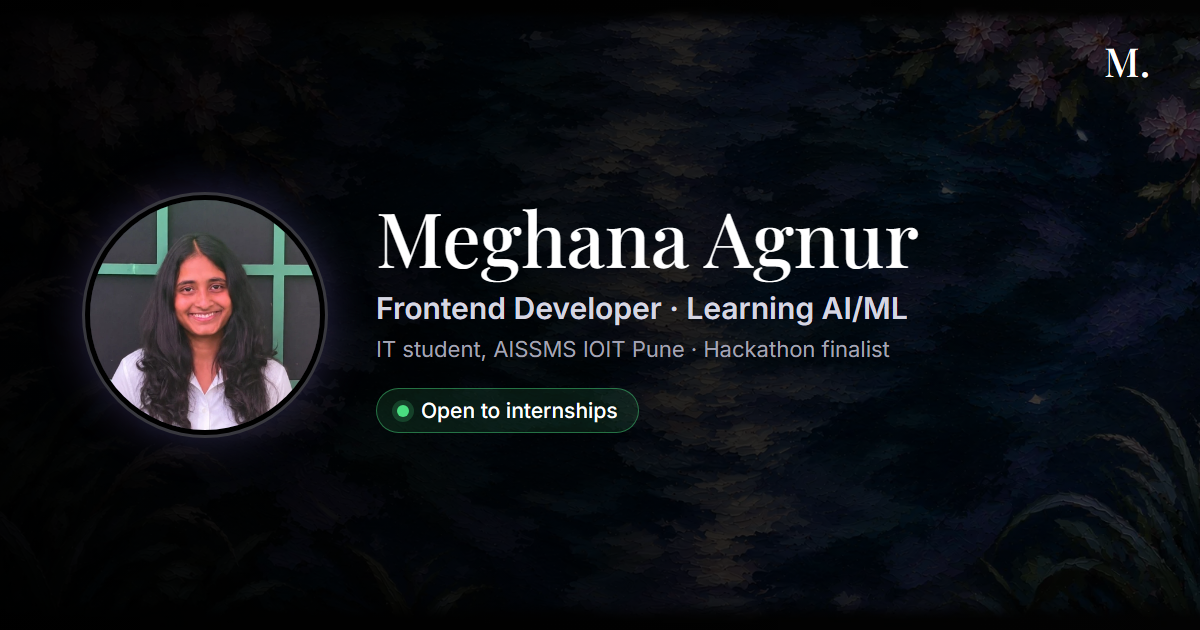 M.
Meghana Agnur
Frontend Developer · Learning AI/ML
IT student, AISSMS IOIT Pune · Hackathon finalist
Open to internships